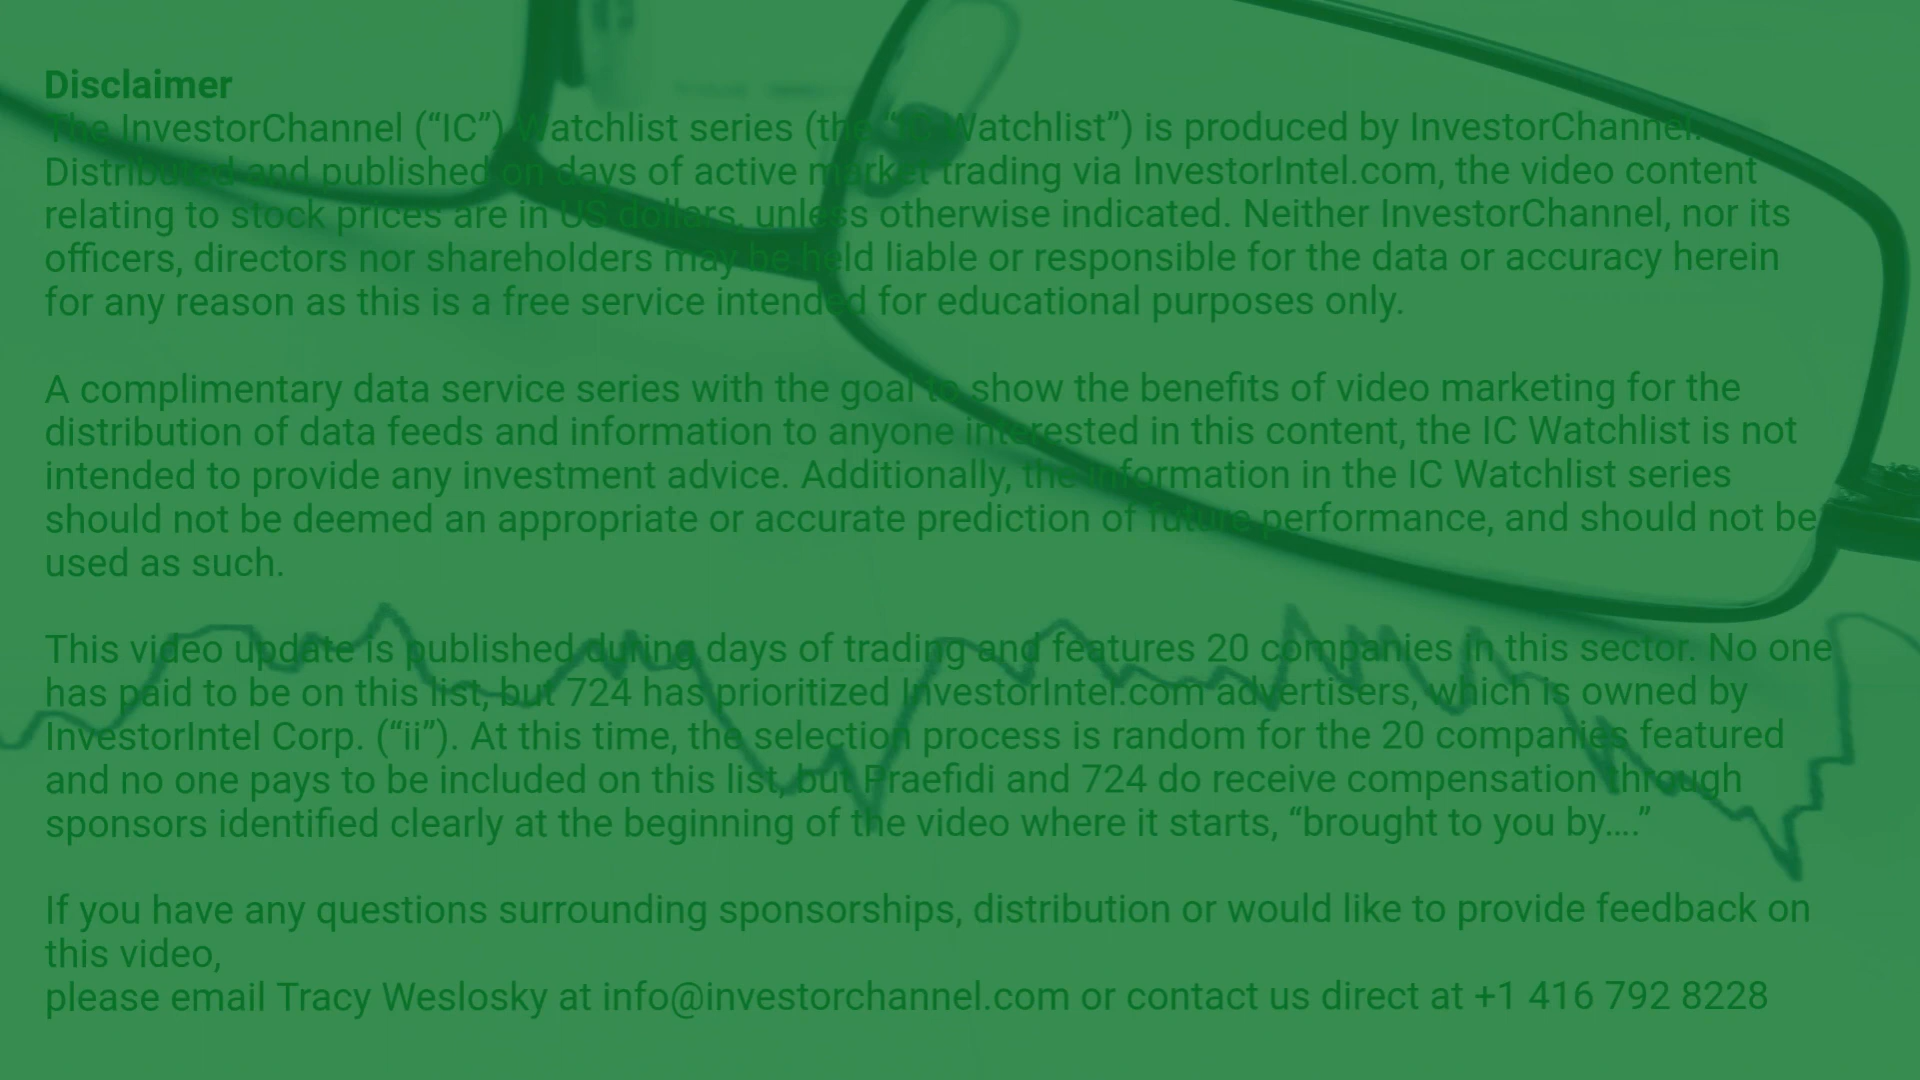 Disclaimer
The InvestorChannel (“IC”) Watchlist series (the “IC Watchlist”) is produced by InvestorChannel.
Distributed and published on days of active market trading via InvestorIntel.com, the video content
relating to stock prices are in US dollars, unless otherwise indicated. Neither InvestorChannel, nor its
officers, directors nor shareholders may be held liable or responsible for the data or accuracy herein
for any reason as this is a free service intended for educational purposes only.
A complimentary data service series with the goal to show the benefits of video marketing for the
distribution of data feeds and information to anyone interested in this content, the IC Watchlist is not
intended to provide any investment advice. Additionally, the information in the IC Watchlist series
should not be deemed an appropriate or accurate prediction of future performance, and should not be
used as such.
This video update is published during days of trading and features 20 companies in this sector. No one
has paid to be on this list, but 724 has prioritized InvestorIntel.com advertisers, which is owned by
InvestorIntel Corp. (“ii”). At this time, the selection process is random for the 20 companies featured
and no one pays to be included on this list, but Praefidi and 724 do receive compensation through
sponsors identified clearly at the beginning of the video where it starts, “brought to you by….”
If you have any questions surrounding sponsorships, distribution or would like to provide feedback on
this video,
please email Tracy Weslosky at info@investorchannel.com or contact us direct at +1 416 792 8228